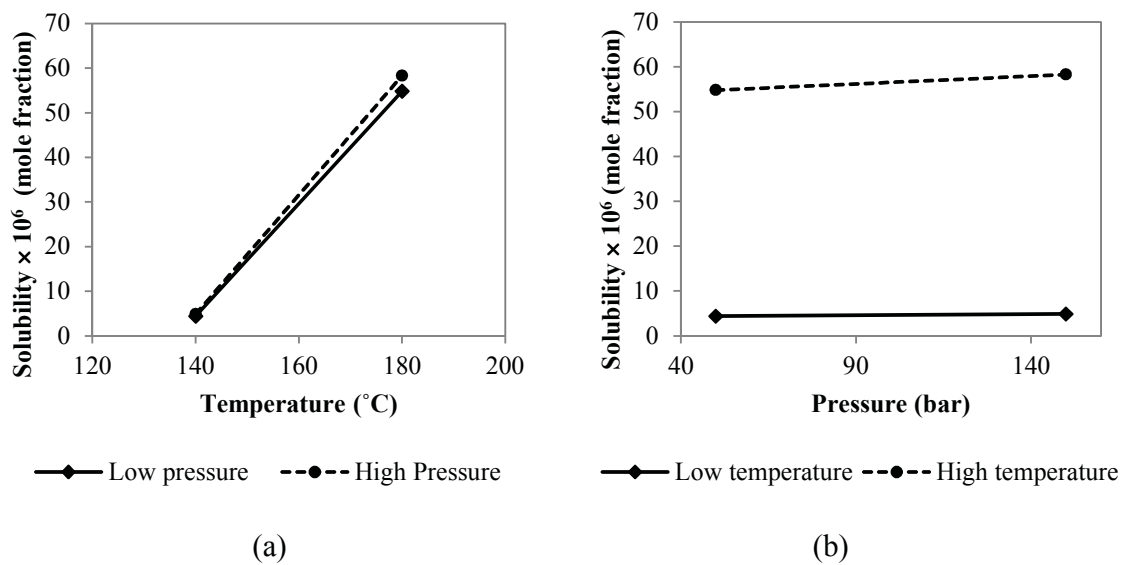 70
60
50
40
30
20
10
0
Solubility × 10⁶ (mole fraction)
120 140 160 180 200
Temperature (˚C)
Low pressure High Pressure
(a)
70
60
50
40
30
20
10
0
Solubility × 10⁶ (mole fraction)
40 90 140
Pressure (bar)
Low temperature High temperature
(b)